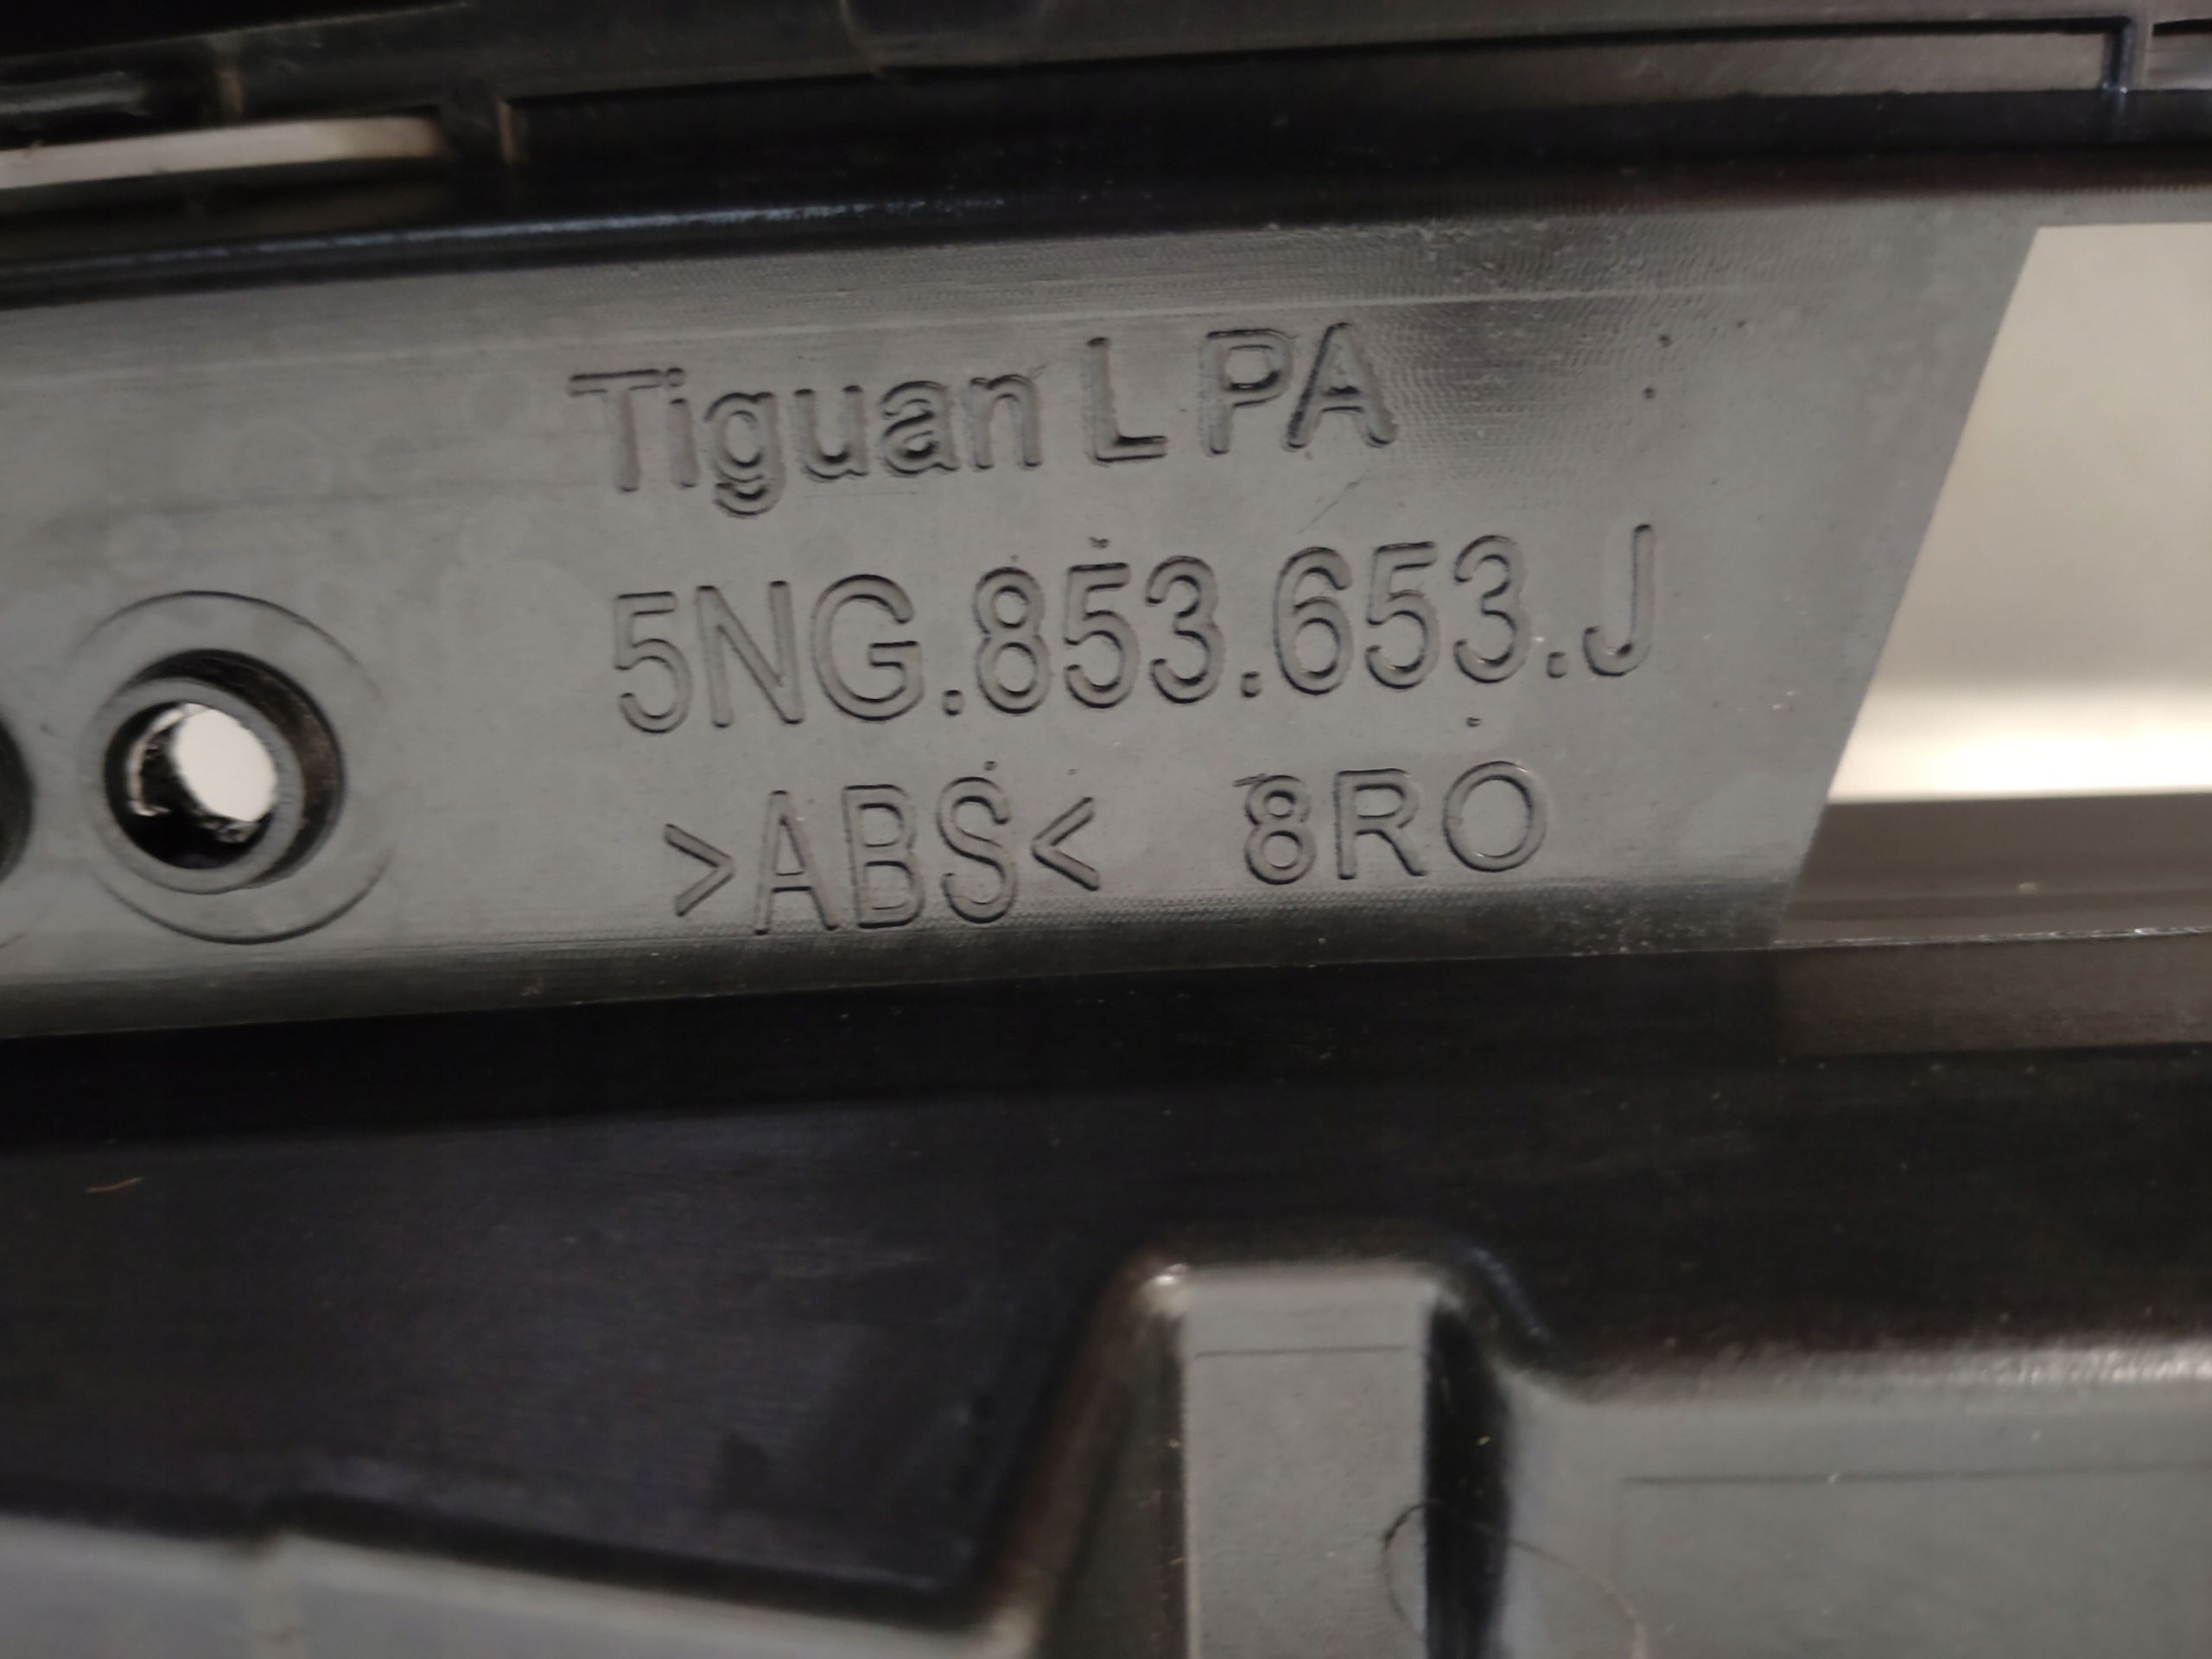 Tiguan L PA
5NG.853.653.J
>ABS< 8RO